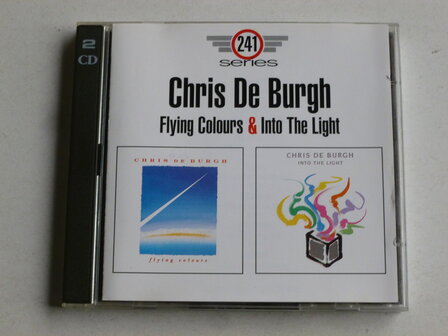 2
CD
241
series
Chris De Burgh
Flying Colours & Into The Light
CHRIS DE BURGH
flying colours
CHRIS DE BURGH
INTO THE LIGHT